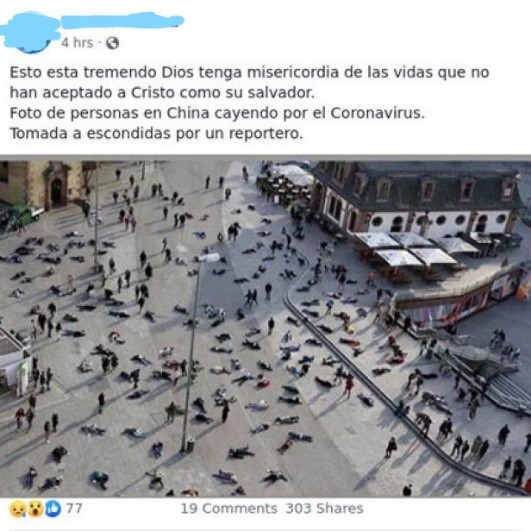 4 hrs ·
Esto esta tremendo Dios tenga misericordia de las vidas que no
han aceptado a Cristo como su salvador.
Foto de personas en China cayendo por el Coronavirus.
Tomada a escondidas por un reportero.
77
19 Comments 303 Shares